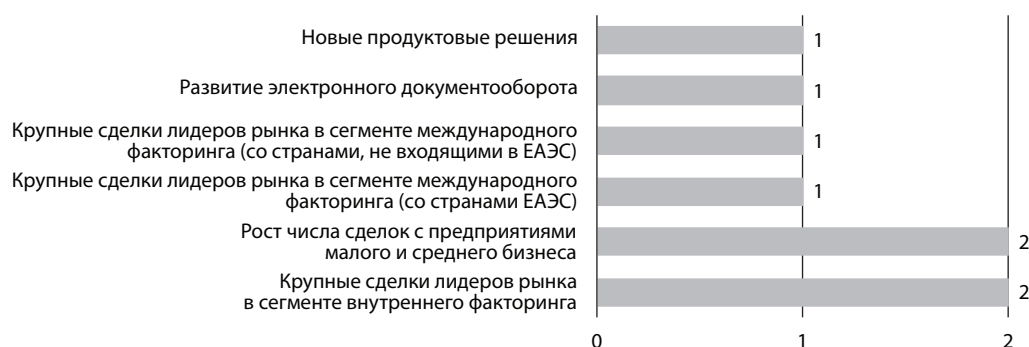 Новые продуктовые решения
1
Развитие электронного документооборота
1
Крупные сделки лидеров рынка в сегменте международного
факторинга (со странами, не входящими в ЕАЭС)
1
Крупные сделки лидеров рынка в сегменте международного
факторинга (со странами ЕАЭС)
1
Рост числа сделок с предприятиями
малого и среднего бизнеса
2
Крупные сделки лидеров рынка
в сегменте внутреннего факторинга
2
0 1 2